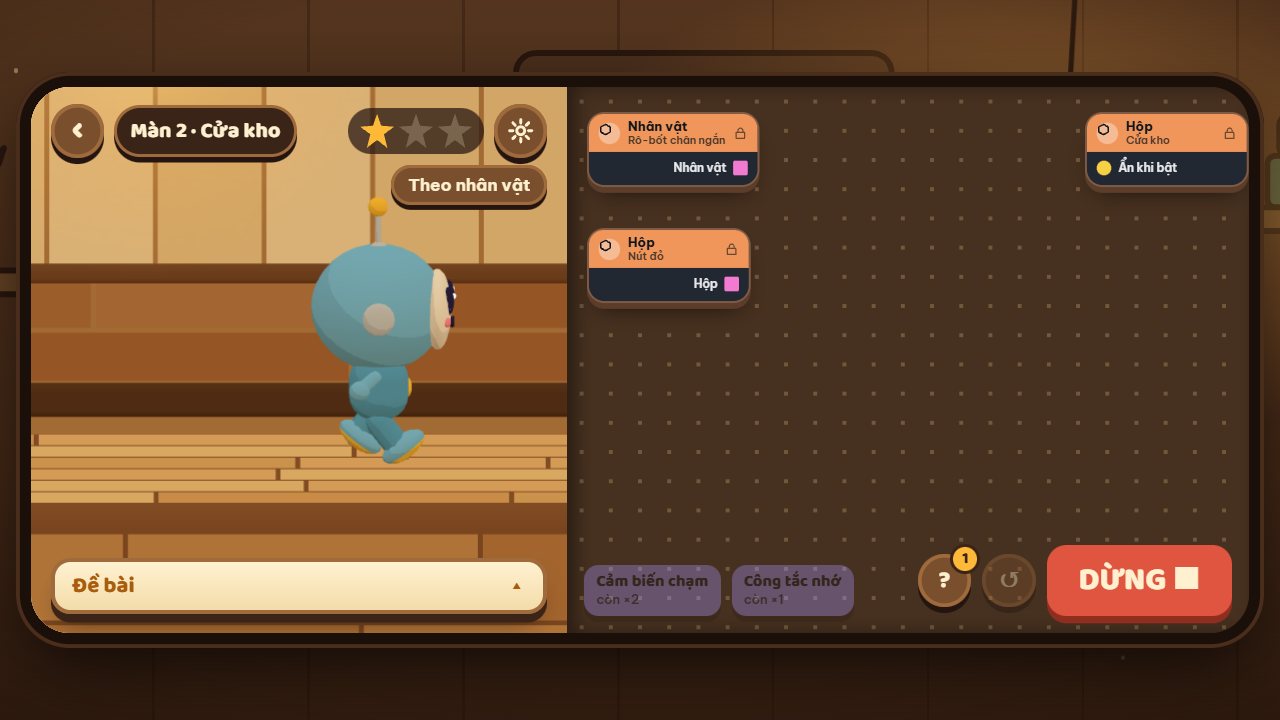 Màn 2 • Cửa kho
Theo nhân vật
Đề bài
Nhân vật
Rô-bốt chân ngắn
Nhân vật
Hộp
Nút đỏ
Hộp
Hộp
Cửa kho
Ẩn khi bật
Cảm biến chạm
còn ×2
Công tắc nhớ
còn ×1
?
1
DỪNG